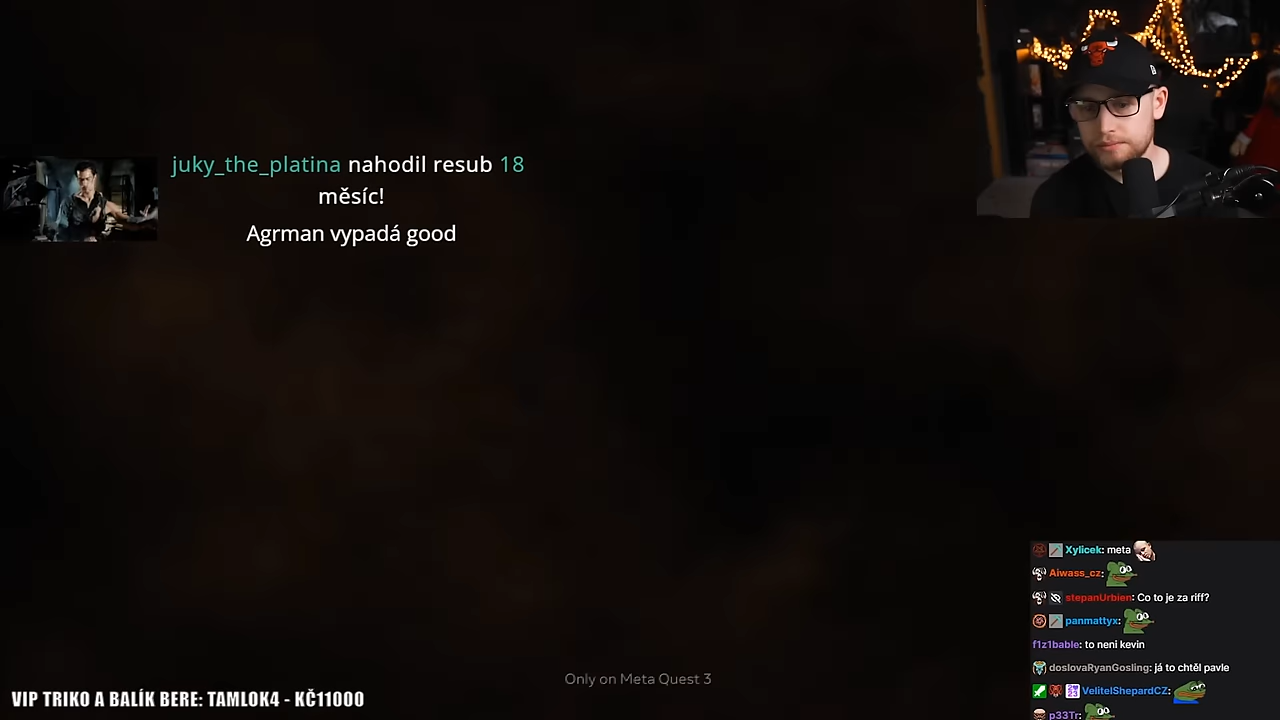 juky_the_platina nahodil resub 18
měsíc!
Agrman vypadá good
Xylicek: meta
Aiwass_cz:
stepanUrbien: Co to je za riff?
panmattyx:
f1z1bable: to neni kevin
doslovaRyanGosling: já to chtěl pavle
VelitelShepardCZ:
p33Tr:
Only on Meta Quest 3
VIP TRIKO A BALÍK BERE: TAMLOK4 - KČ11000